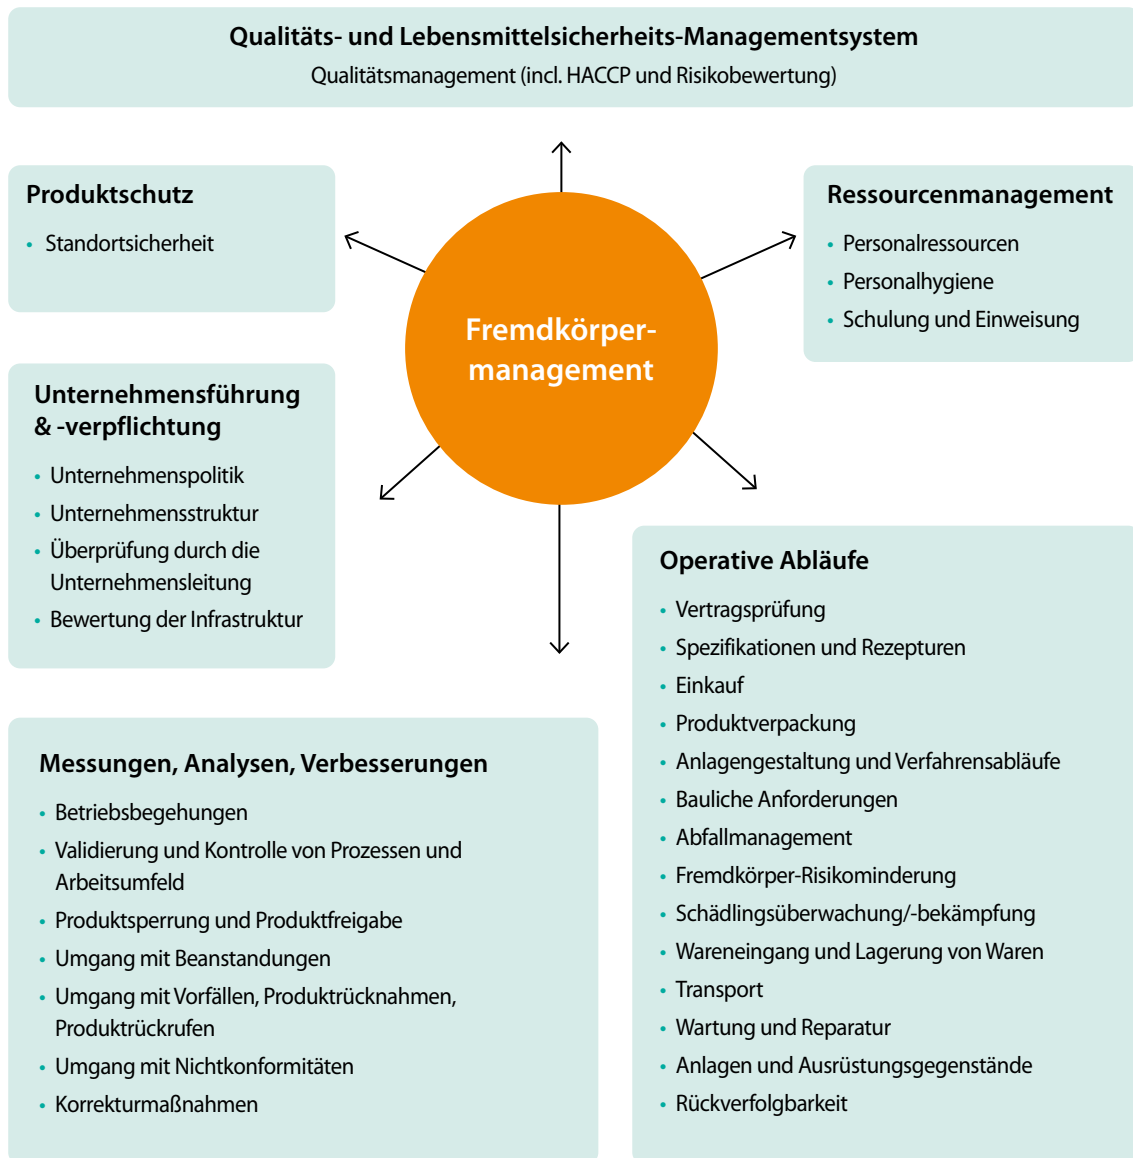 Qualitäts- und Lebensmittelsicherheits-Managementsystem
Qualitätsmanagement (incl. HACCP und Risikobewertung)
Produktschutz
• Standortsicherheit
Ressourcenmanagement
• Personalressourcen
• Personalhygiene
• Schulung und Einweisung
Fremdkörper-
management
Unternehmensführung
& -verpflichtung
• Unternehmenspolitik
• Unternehmensstruktur
• Überprüfung durch die
Unternehmensleitung
• Bewertung der Infrastruktur
Operative Abläufe
• Vertragsprüfung
• Spezifikationen und Rezepturen
• Einkauf
• Produktverpackung
• Anlagengestaltung und Verfahrensabläufe
• Bauliche Anforderungen
• Abfallmanagement
• Fremdkörper-Risikominderung
• Schädlingsüberwachung/-bekämpfung
• Wareneingang und Lagerung von Waren
• Transport
• Wartung und Reparatur
• Anlagen und Ausrüstungsgegenstände
• Rückverfolgbarkeit
Messungen, Analysen, Verbesserungen
• Betriebsbegehungen
• Validierung und Kontrolle von Prozessen und
Arbeitsumfeld
• Produktsperrung und Produktfreigabe
• Umgang mit Beanstandungen
• Umgang mit Vorfällen, Produktrücknahmen,
Produktrückrufen
• Umgang mit Nichtkonformitäten
• Korrekturmaßnahmen